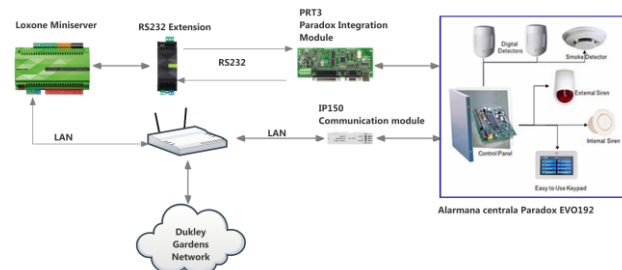 Loxone Miniserver
RS232 Extension
PRT3
Paradox Integration
Module
RS232
Digital
Detectors
Smoke Detector
External Siren
Internal Siren
Control Panel
Easy to Use Keypad
LAN
LAN
IP150
Communication module
Alarmana centrala Paradox EVO192
Dukley
Gardens
Network